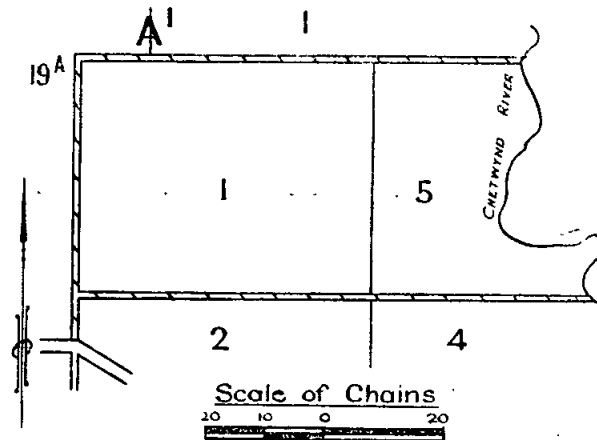 A¹ 1
19A
CHETWYND RIVER
1 5
2 4
Scale of Chains
20 10 0 20